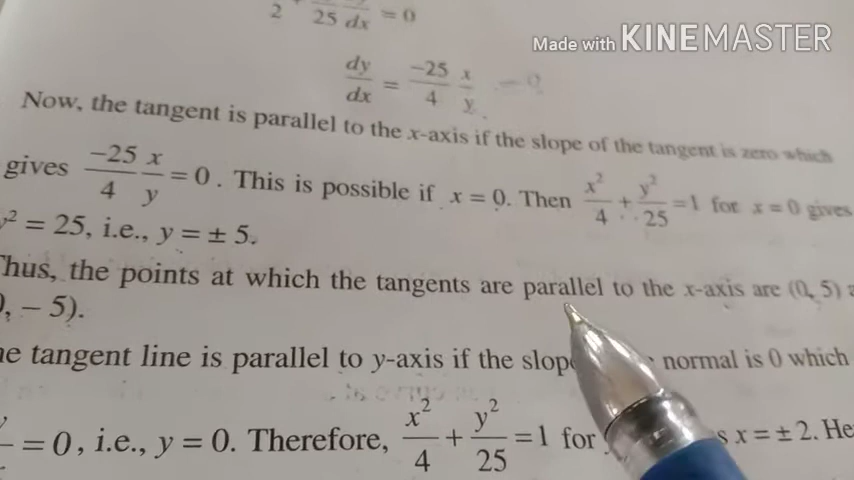 2 25 dx = 0
Made with KINEMASTER
dy/dx = -25/4 x/y
Now, the tangent is parallel to the x-axis if the slope of the tangent is zero which
gives -25/4 x/y = 0. This is possible if x = 0. Then x²/4 + y²/25 = 1 for x = 0 gives
² = 25, i.e., y = ± 5.
Thus, the points at which the tangents are parallel to the x-axis are (0, 5)
, – 5).
tangent line is parallel to y-axis if the normal is 0 which
= 0, i.e., y = 0. Therefore, x²/4 + y²/25 = 1 for x = ± 2.